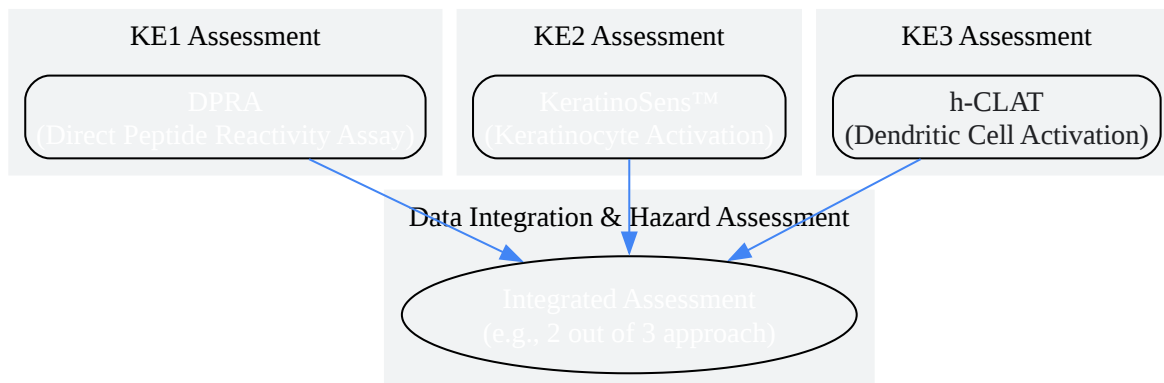 KE1 Assessment
DPRA
(Direct Peptide Reactivity Assay)
KE2 Assessment
KeratinoSens™
(Keratinocyte Activation)
KE3 Assessment
h-CLAT
(Dendritic Cell Activation)
Data Integration & Hazard Assessment
Integrated Assessment
(e.g., 2 out of 3 approach)